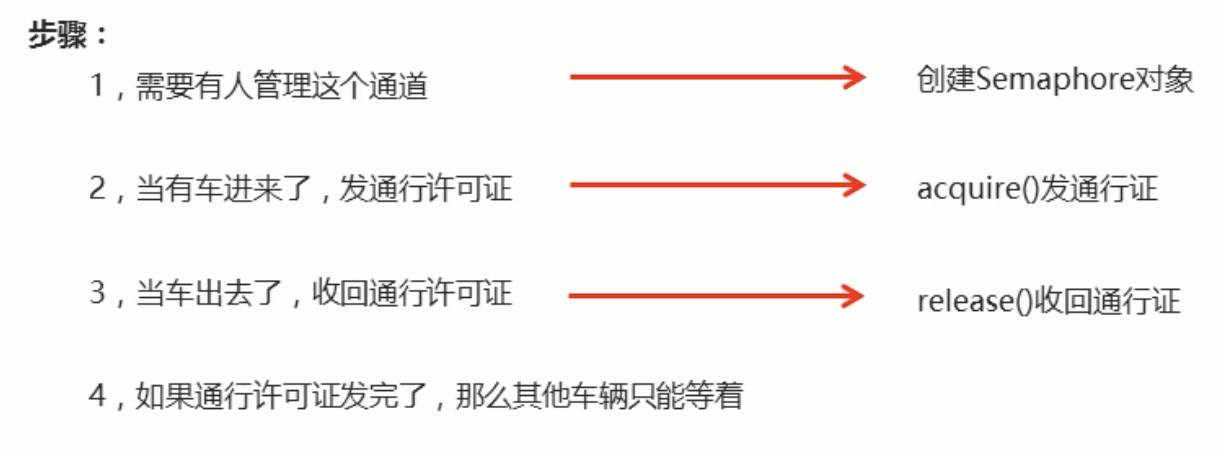 步骤：
1，需要有人管理这个通道
创建Semaphore对象
2，当有车进来了，发通行许可证
acquire()发通行证
3，当车出去了，收回通行许可证
release()收回通行证
4，如果通行许可证发完了，那么其他车辆只能等着